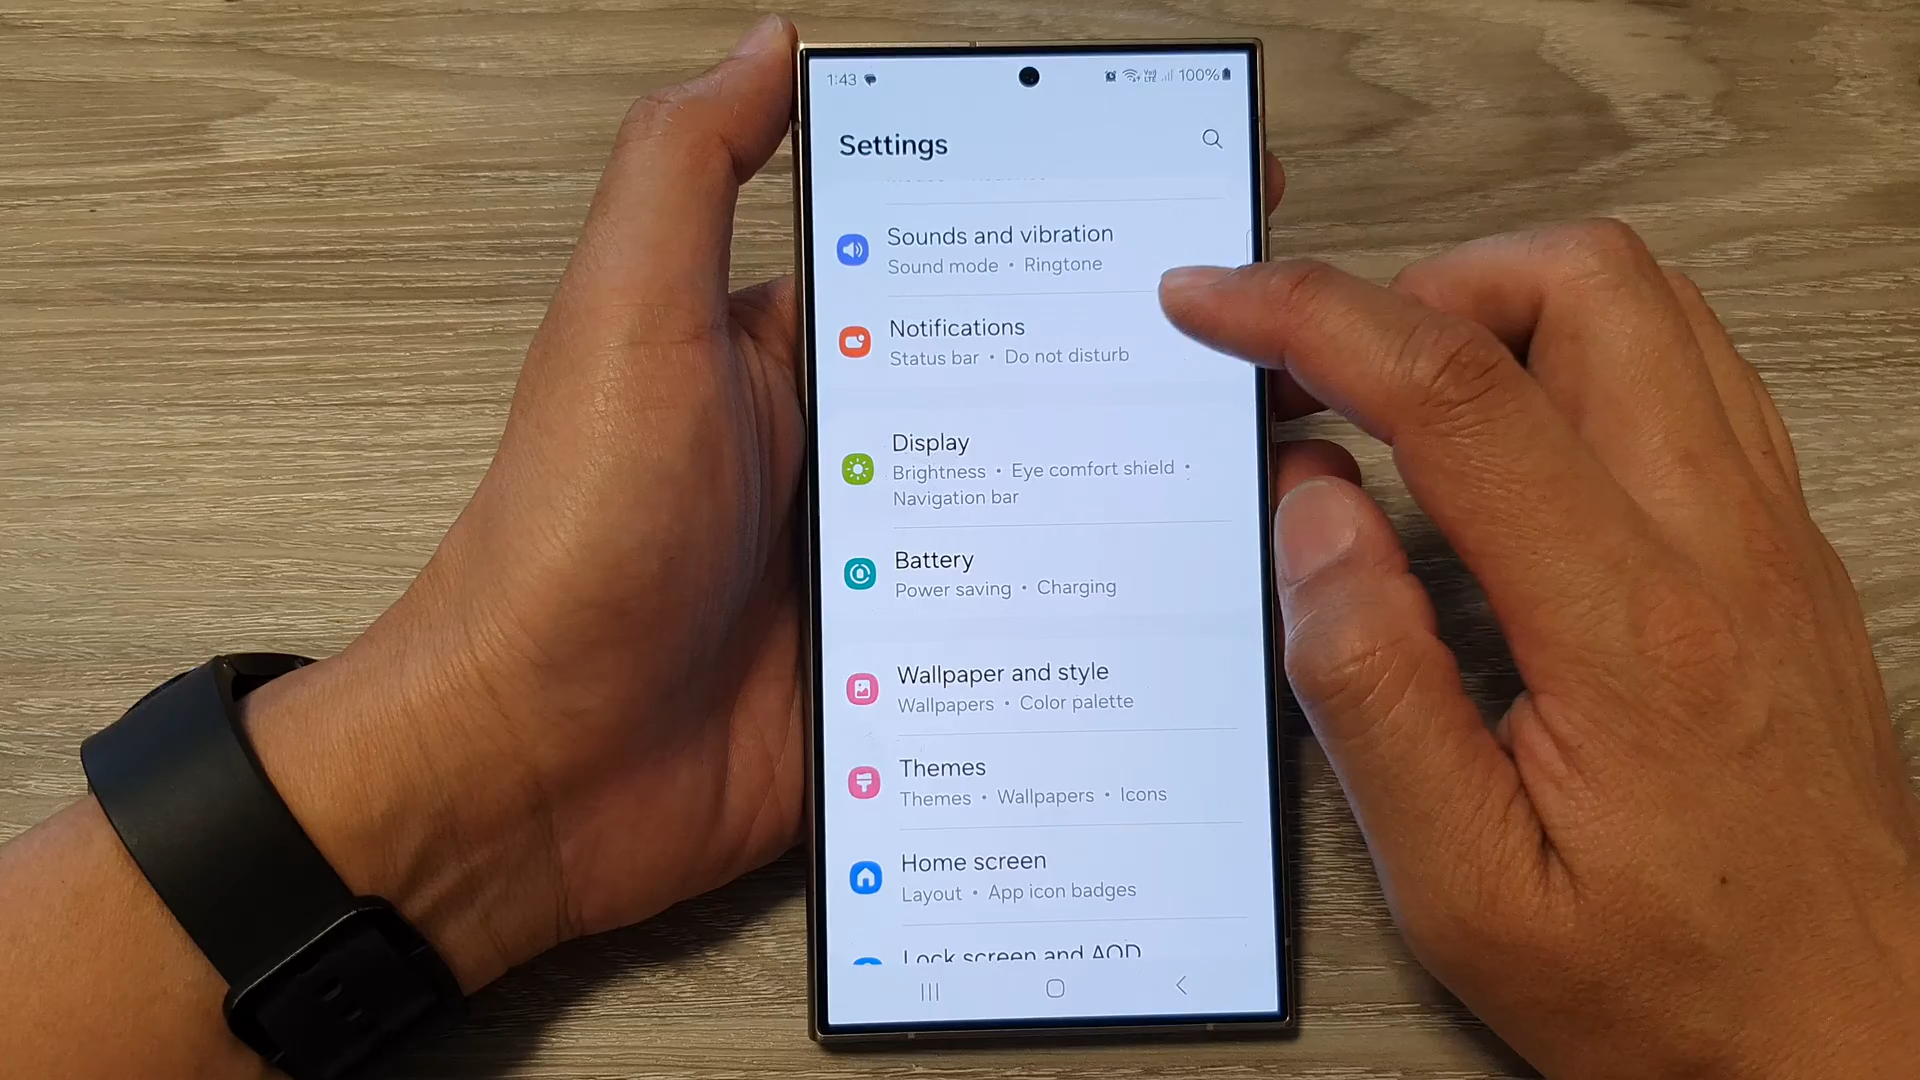 1:43
VoD LTE 100%
Settings
Sounds and vibration
Sound mode • Ringtone
Notifications
Status bar • Do not disturb
Display
Brightness • Eye comfort shield •
Navigation bar
Battery
Power saving • Charging
Wallpaper and style
Wallpapers • Color palette
Themes
Themes • Wallpapers • Icons
Home screen
Layout • App icon badges
Lock screen and AOD